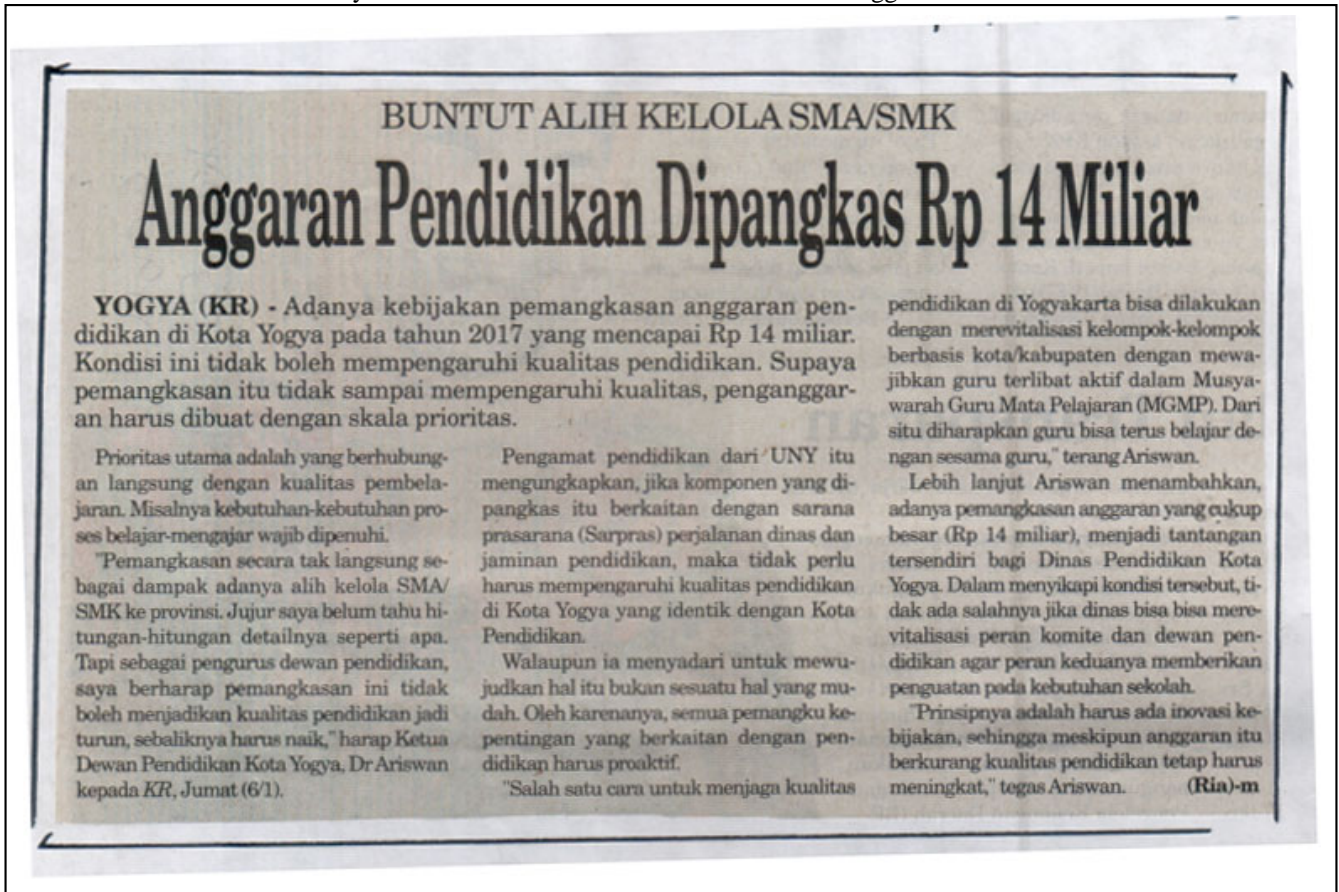 BUNTUT ALIH KELOLA SMA/SMK
Anggaran Pendidikan Dipangkas Rp 14 Miliar
YOGYA (KR) - Adanya kebijakan pemangkasan anggaran pen-
didikan di Kota Yogya pada tahun 2017 yang mencapai Rp 14 miliar.
Kondisi ini tidak boleh mempengaruhi kualitas pendidikan. Supaya
pemangkasan itu tidak sampai mempengaruhi kualitas, penganggar-
an harus dibuat dengan skala prioritas.
Prioritas utama adalah yang berhubung-
an langsung dengan kualitas pembela-
jaran. Misalnya kebutuhan-kebutuhan pro-
ses belajar-mengajar wajib dipenuhi.
"Pemangkasan secara tak langsung se-
bagai dampak adanya alih kelola SMA/
SMK ke provinsi. Jujur saya belum tahu hi-
tungan-hitungan detailnya seperti apa.
Tapi sebagai pengurus dewan pendidikan,
saya berharap pemangkasan ini tidak
boleh menjadikan kualitas pendidikan jadi
turun, sebaliknya harus naik," harap Ketua
Dewan Pendidikan Kota Yogya, Dr Ariswan
kepada KR, Jumat (6/1).
Pengamat pendidikan dari UNY itu
mengungkapkan, jika komponen yang di-
pangkas itu berkaitan dengan sarana
prasarana (Sarpras) perjalanan dinas dan
jaminan pendidikan, maka tidak perlu
harus mempengaruhi kualitas pendidikan
di Kota Yogya yang identik dengan Kota
Pendidikan.
Walaupun ia menyadari untuk mewu-
judkan hal itu bukan sesuatu hal yang mu-
dah. Oleh karenanya, semua pemangku ke-
pentingan yang berkaitan dengan pen-
didikan harus proaktif.
"Salah satu cara untuk menjaga kualitas
pendidikan di Yogyakarta bisa dilakukan
dengan merevitalisasi kelompok-kelompok
berbasis kota/kabupaten dengan mewa-
jibkan guru terlibat aktif dalam Musya-
warah Guru Mata Pelajaran (MGMP). Dari
situ diharapkan guru bisa terus belajar de-
ngan sesama guru," terang Ariswan.
Lebih lanjut Ariswan menambahkan,
adanya pemangkasan anggaran yang cukup
besar (Rp 14 miliar), menjadi tantangan
tersendiri bagi Dinas Pendidikan Kota
Yogya. Dalam menyikapi kondisi tersebut, ti-
dak ada salahnya jika dinas bisa bisa mere-
vitalisasi peran komite dan dewan pen-
didikan agar peran keduanya memberikan
penguatan pada kebutuhan sekolah.
"Prinsipnya adalah harus ada inovasi ke-
bijakan, sehingga meskipun anggaran itu
berkurang kualitas pendidikan tetap harus
meningkat," tegas Ariswan. (Ria)-m